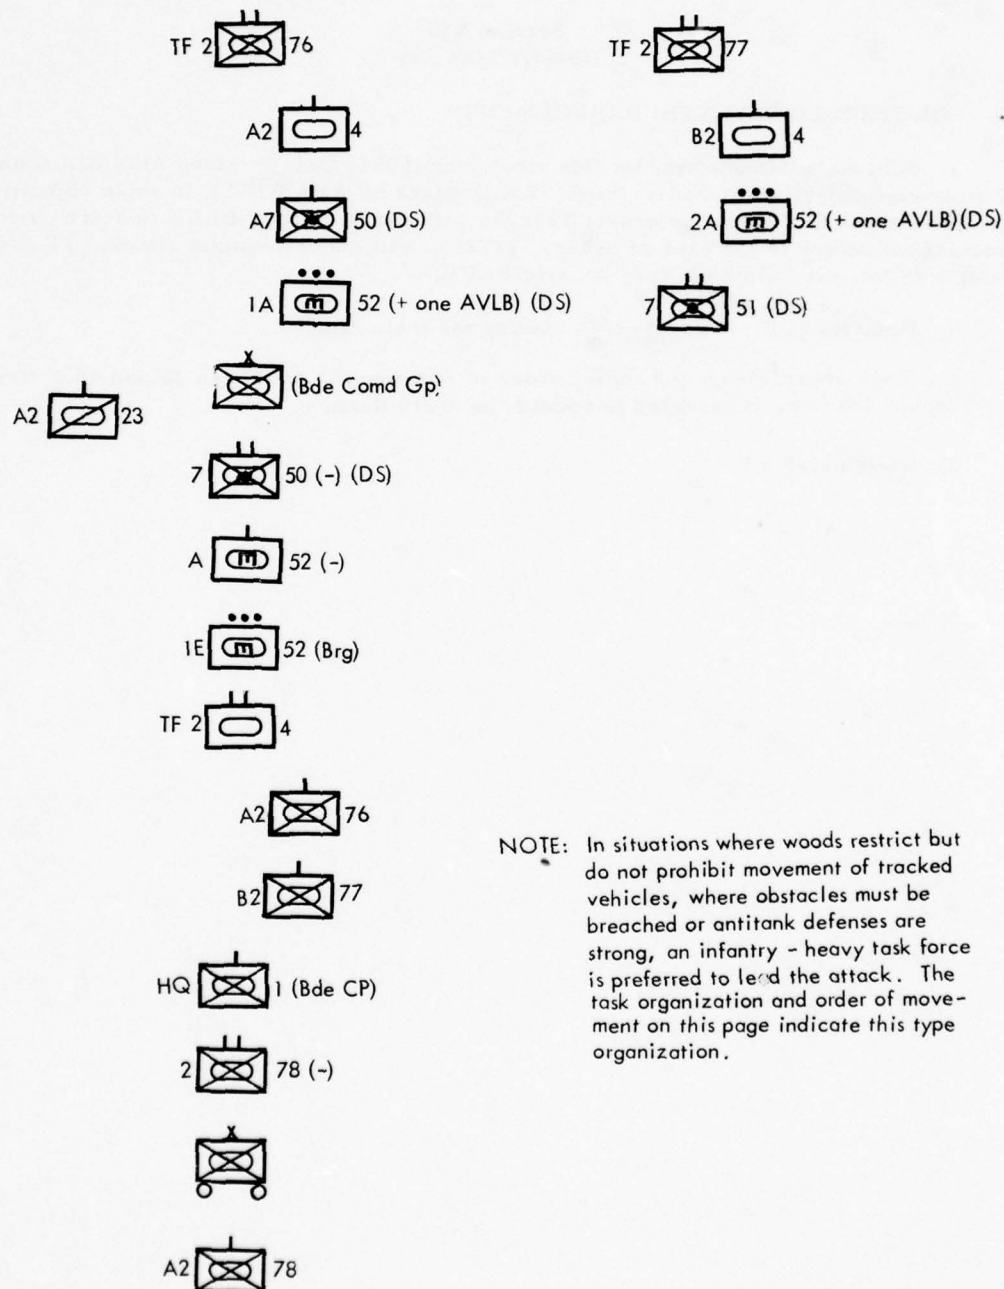 TF 2 76
TF 2 77
A2 4
B2 4
A7 50 (DS)
2A m 52 (+ one AVLB)(DS)
1A m 52 (+ one AVLB) (DS)
7 51 (DS)
(Bde Comd Gp)
A2 23
7 50 (-) (DS)
A m 52 (-)
1E m 52 (Brg)
TF 2 4
A2 76
B2 77
HQ 1 (Bde CP)
2 78 (-)
A2 78
NOTE: In situations where woods restrict but
do not prohibit movement of tracked
vehicles, where obstacles must be
breached or antitank defenses are
strong, an infantry - heavy task force
is preferred to lead the attack. The
task organization and order of move-
ment on this page indicate this type
organization.